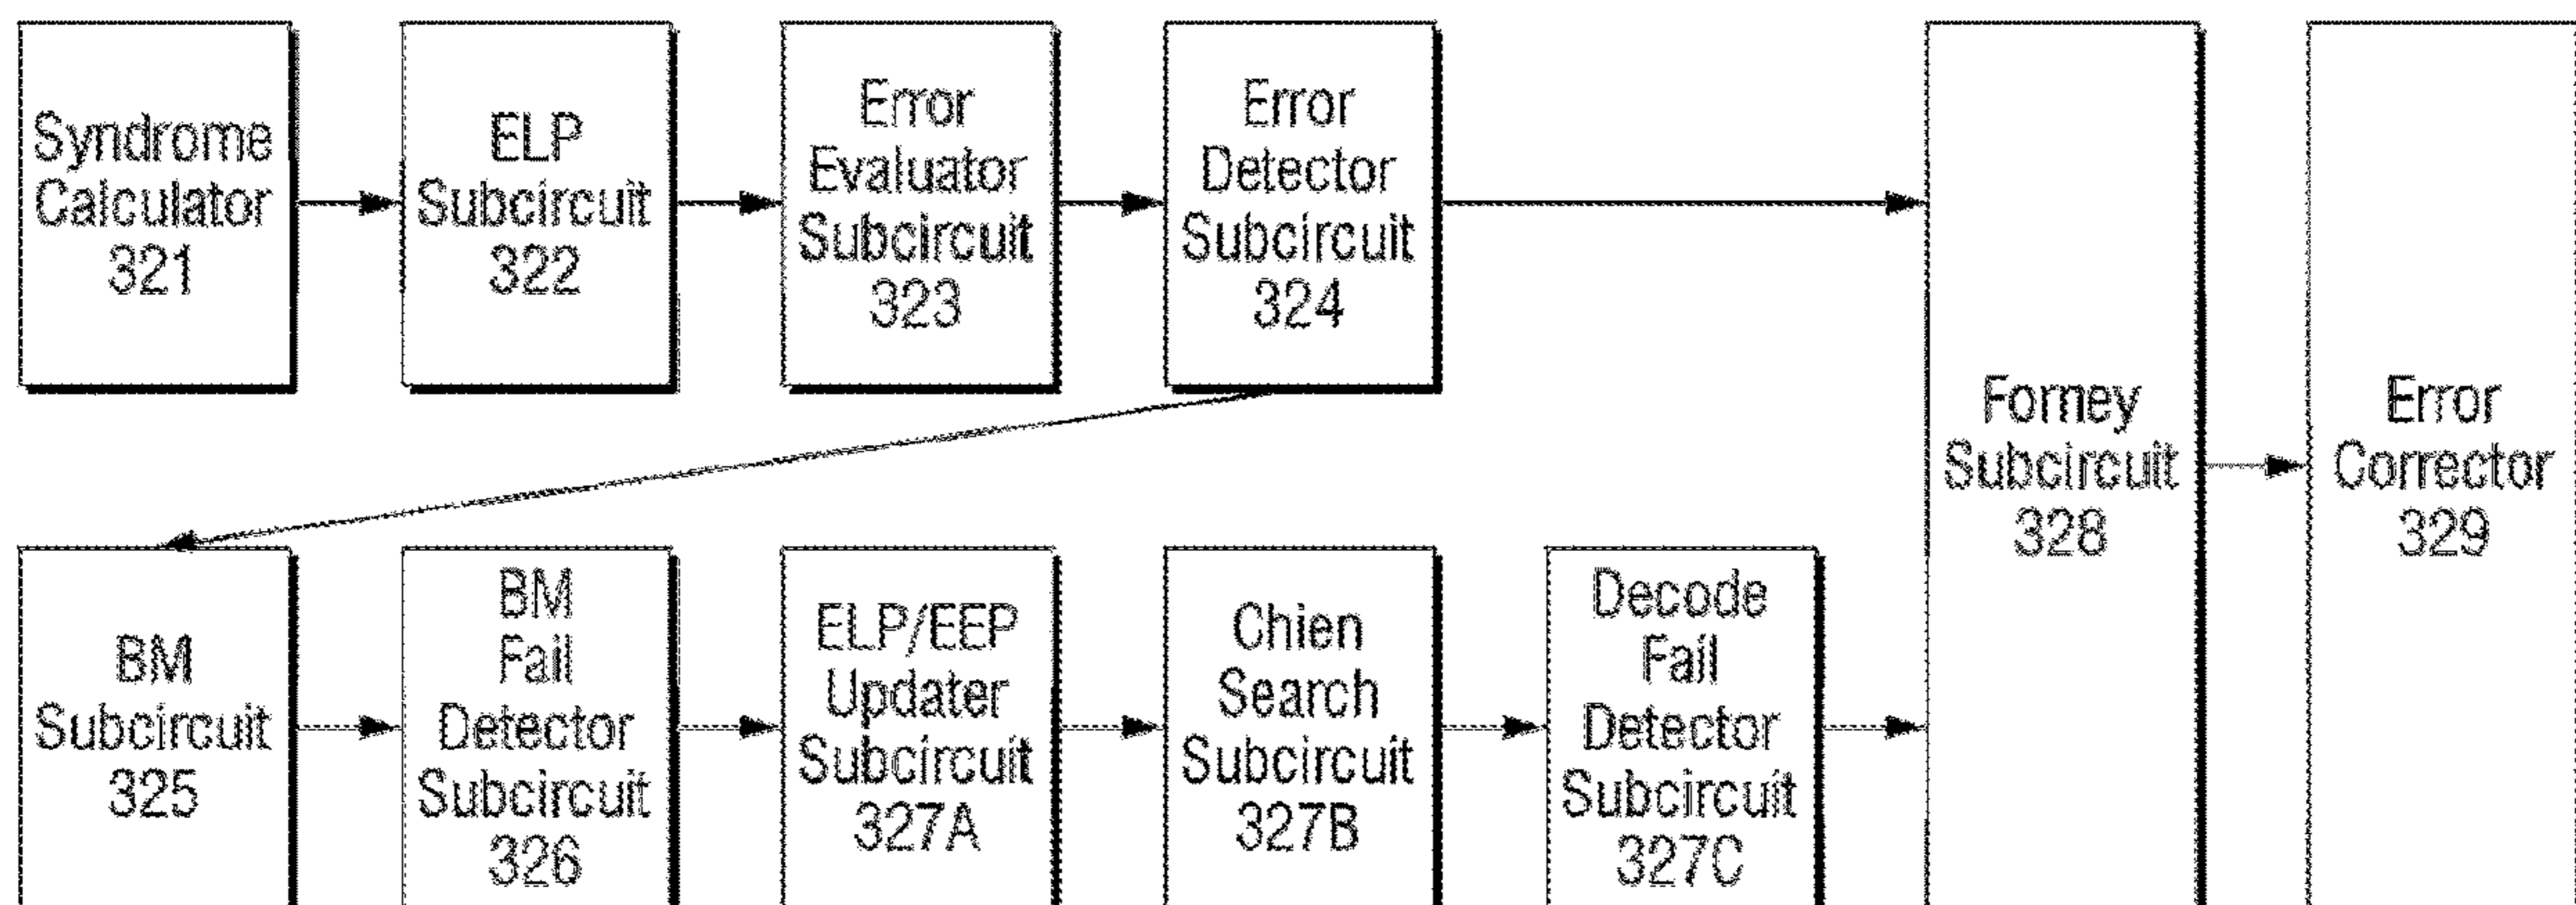 Syndrome
Calculator
321
ELP
Subcircuit
322
Error
Evaluator
Subcircuit
323
Error
Detector
Subcircuit
324
BM
Subcircuit
325
BM
Fail
Detector
Subcircuit
326
ELP/EEP
Updater
Subcircuit
327A
Chien
Search
Subcircuit
327B
Decode
Fail
Detector
Subcircuit
327C
Forney
Subcircuit
328
Error
Corrector
329